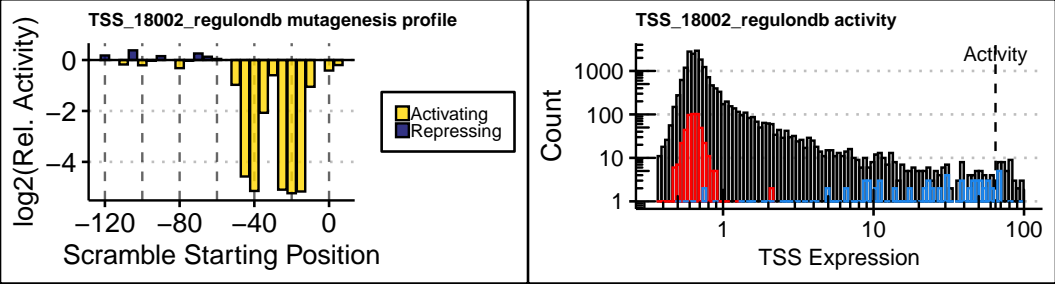 TSS_18002_regulondb mutagenesis profile
log2(Rel. Activity)
0
−2
−4
−120
−80
−40
0
Scramble Starting Position
Activating
Repressing
TSS_18002_regulondb activity
Activity
Count
1000
100
10
1
1
10
100
TSS Expression